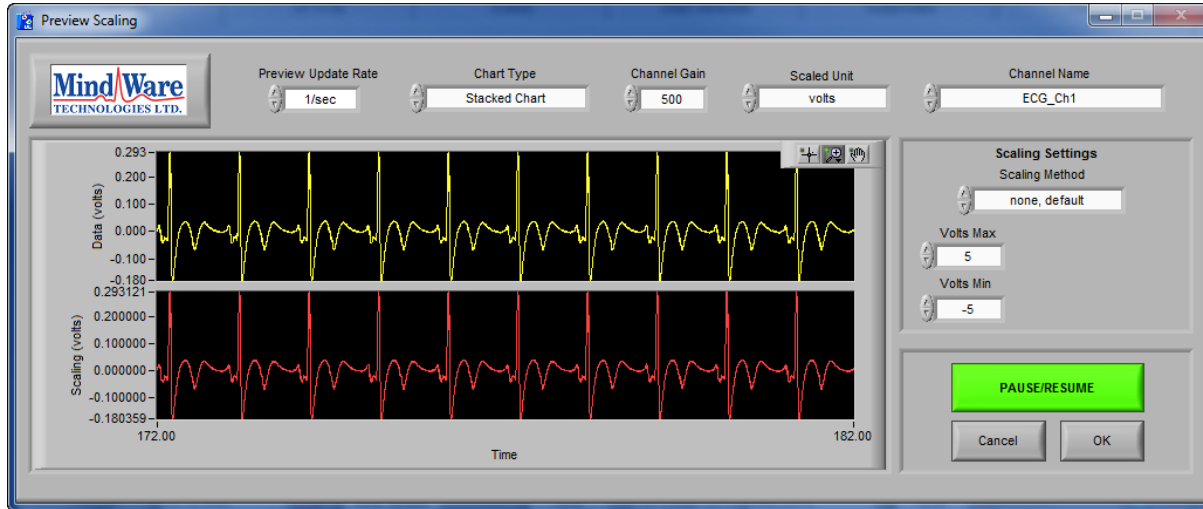 Preview Scaling
MindWare
TECHNOLOGIES LTD.
Preview Update Rate
1/sec
Chart Type
Stacked Chart
Channel Gain
500
Scaled Unit
volts
Channel Name
ECG_Ch1
Data (volts)
0.293
0.200
0.100
0.000
-0.100
-0.180
Scaling (volts)
0.293121
0.200000
0.100000
0.000000
-0.100000
-0.180359
172.00
182.00
Time
Scaling Settings
Scaling Method
none, default
Volts Max
5
Volts Min
-5
PAUSE/RESUME
Cancel
OK